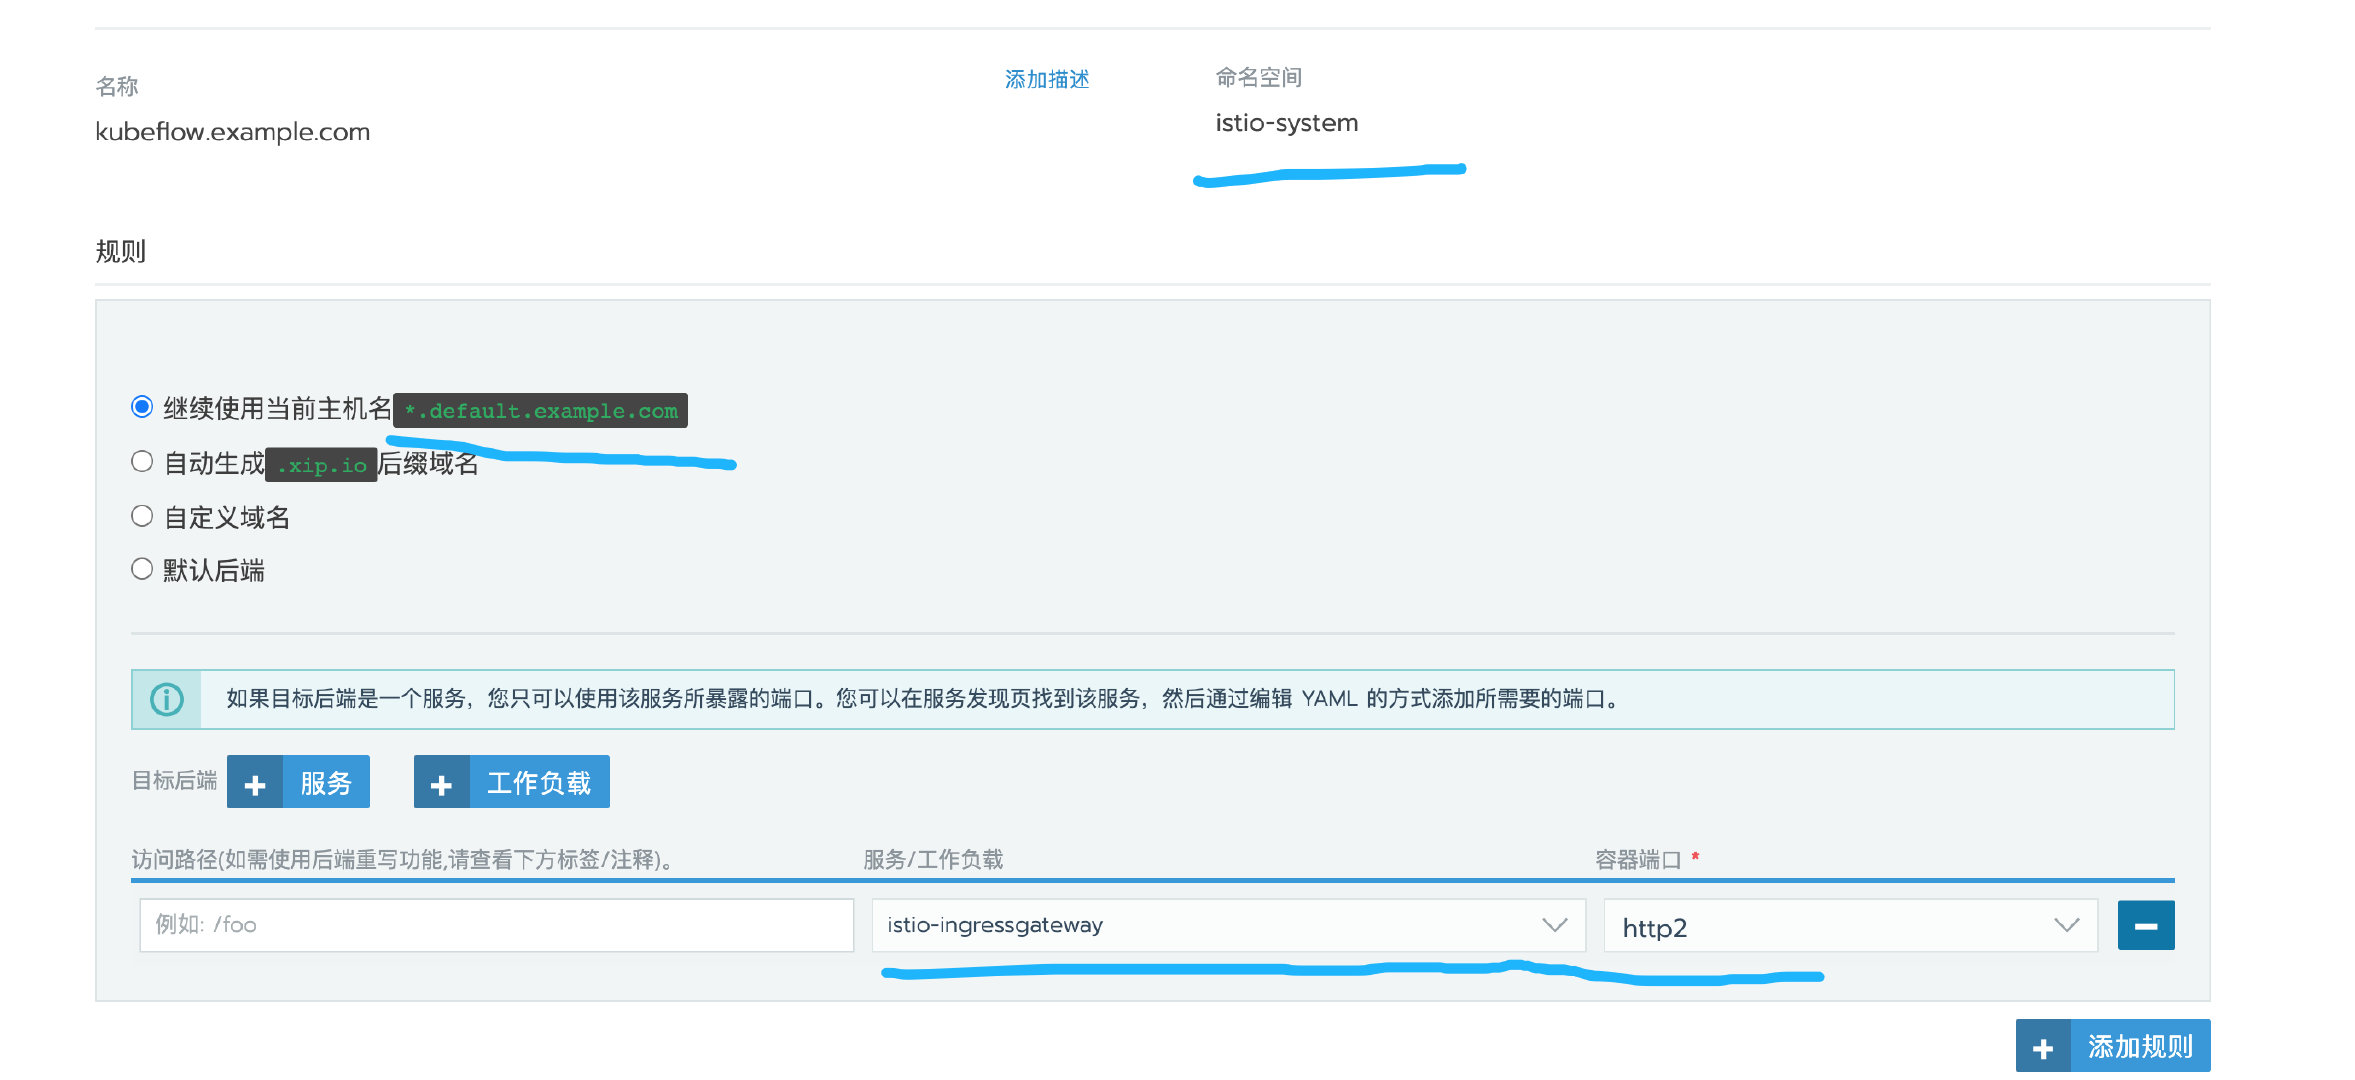 名称
添加描述
命名空间
kubeflow.example.com
istio-system
规则
继续使用当前主机名 *.default.example.com
自动生成 .xip.io 后缀域名
自定义域名
默认后端
如果目标后端是一个服务，您只可以使用该服务所暴露的端口。您可以在服务发现页找到该服务，然后通过编辑 YAML 的方式添加所需要的端口。
目标后端 + 服务 + 工作负载
访问路径(如需使用后端重写功能,请查看下方标签/注释)。 服务/工作负载 容器端口 *
例如: /foo istio-ingressgateway http2
+ 添加规则